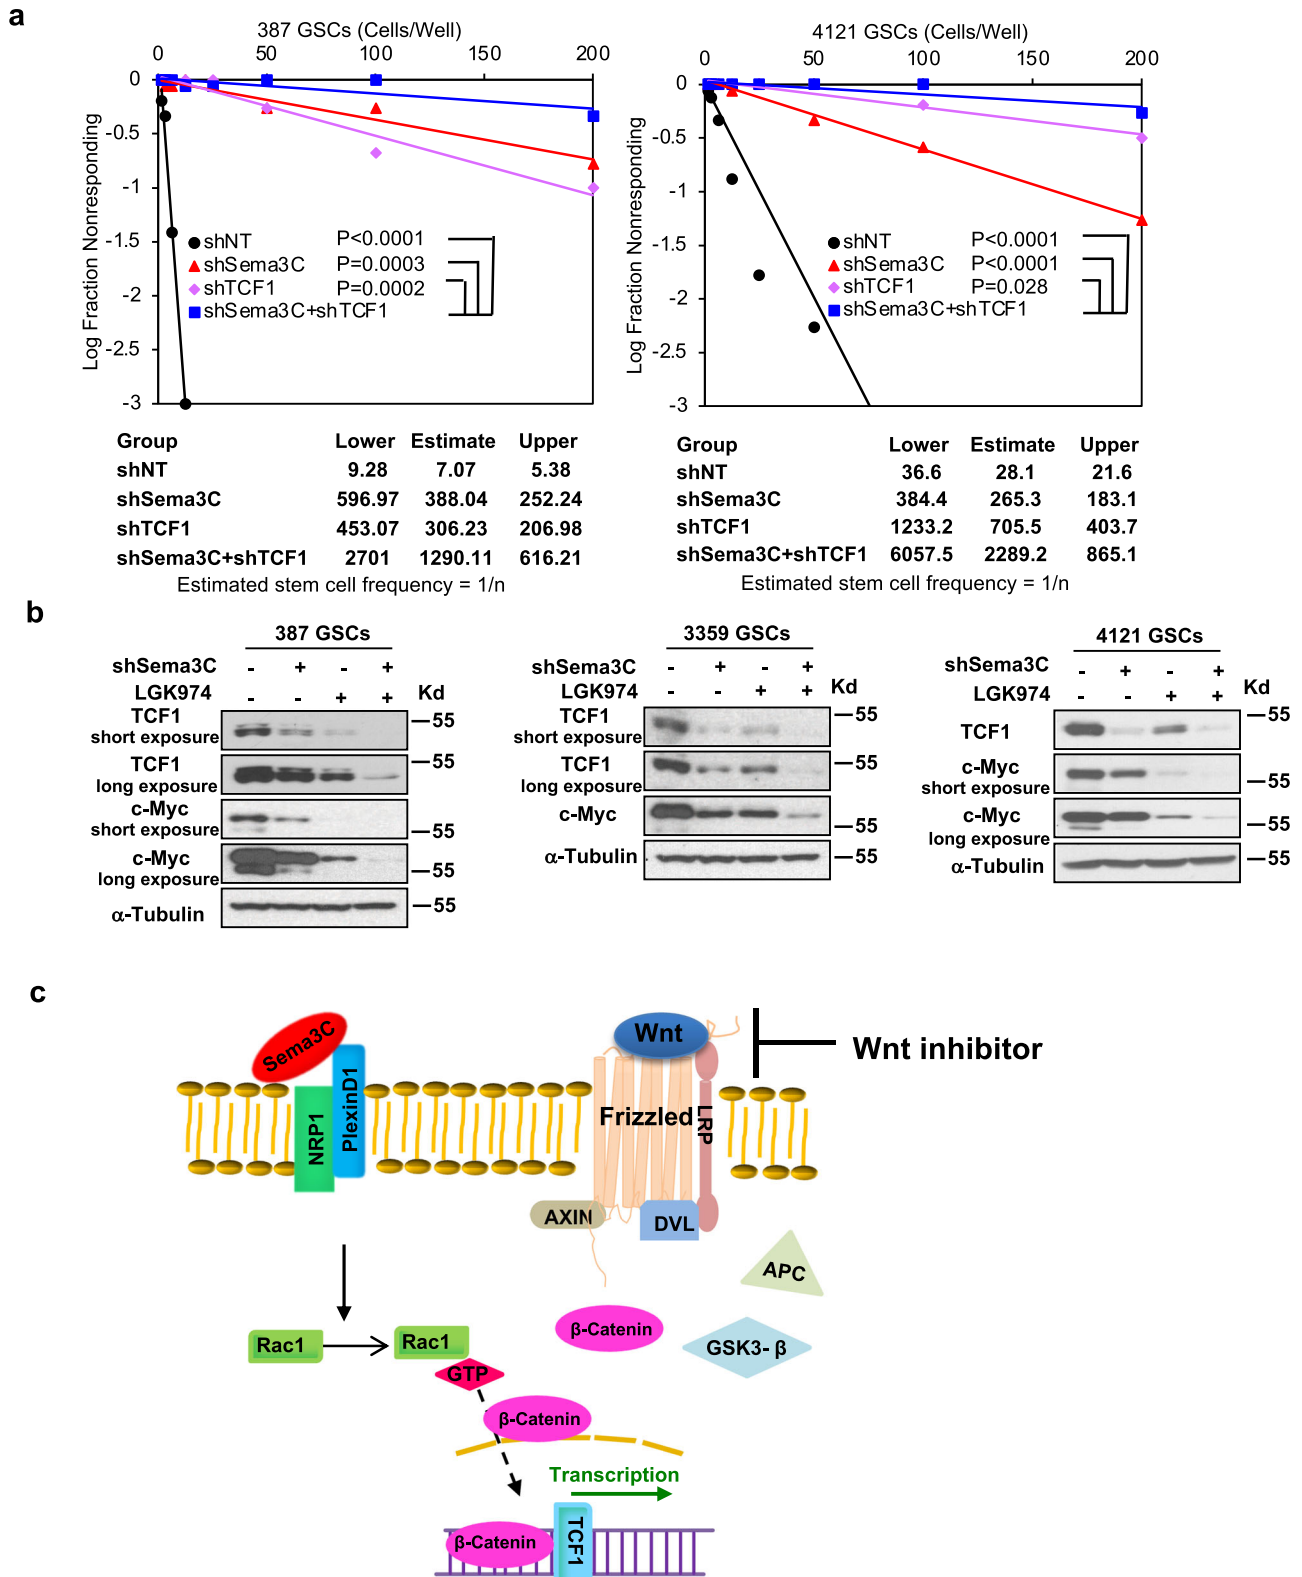 a
387 GSCs (Cells/Well)
0 50 100 150 200
Log Fraction Nonresponding
0
-0.5
-1
-1.5
-2
-2.5
-3
shNT P<0.0001
shSema3C P=0.0003
shTCF1 P=0.0002
shSema3C+shTCF1
Group Lower Estimate Upper
shNT 9.28 7.07 5.38
shSema3C 596.97 388.04 252.24
shTCF1 453.07 306.23 206.98
shSema3C+shTCF1 2701 1290.11 616.21
Estimated stem cell frequency = 1/n
4121 GSCs (Cells/Well)
0 50 100 150 200
Log Fraction Nonresponding
0
-0.5
-1
-1.5
-2
-2.5
-3
shNT P<0.0001
shSema3C P<0.0001
shTCF1 P=0.028
shSema3C+shTCF1
Group Lower Estimate Upper
shNT 36.6 28.1 21.6
shSema3C 384.4 265.3 183.1
shTCF1 1233.2 705.5 403.7
shSema3C+shTCF1 6057.5 2289.2 865.1
Estimated stem cell frequency = 1/n
b
387 GSCs
shSema3C - + - +
LGK974 - - + + Kd
TCF1
short exposure
55
TCF1
long exposure
55
c-Myc
short exposure
55
c-Myc
long exposure
55
α-Tubulin
55
3359 GSCs
shSema3C - + - +
LGK974 - - + + Kd
TCF1
short exposure
55
TCF1
long exposure
55
c-Myc
55
α-Tubulin
55
4121 GSCs
shSema3C - + - +
LGK974 - - + + Kd
TCF1
55
c-Myc
short exposure
55
c-Myc
long exposure
55
α-Tubulin
55
c
Sema3C
PlexinD1
NRP1
Wnt
Frizzled
LRP
Wnt inhibitor
AXIN
DVL
APC
β-Catenin
GSK3- β
Rac1
Rac1
GTP
β-Catenin
Transcription
β-Catenin
TCF1